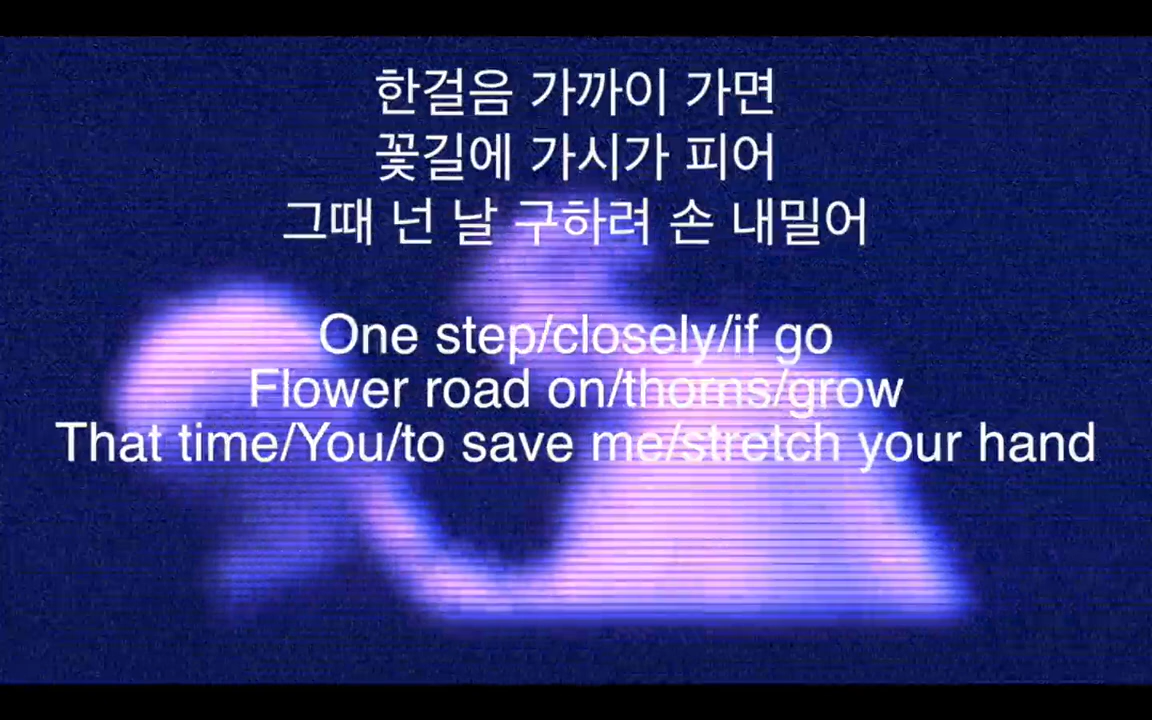 한걸음 가까이 가면
꽃길에 가시가 피어
그때 넌 날 구하려 손 내밀어
One step/closely/if go
Flower road on/thorns/grow
That time/You/to save me/stretch your hand